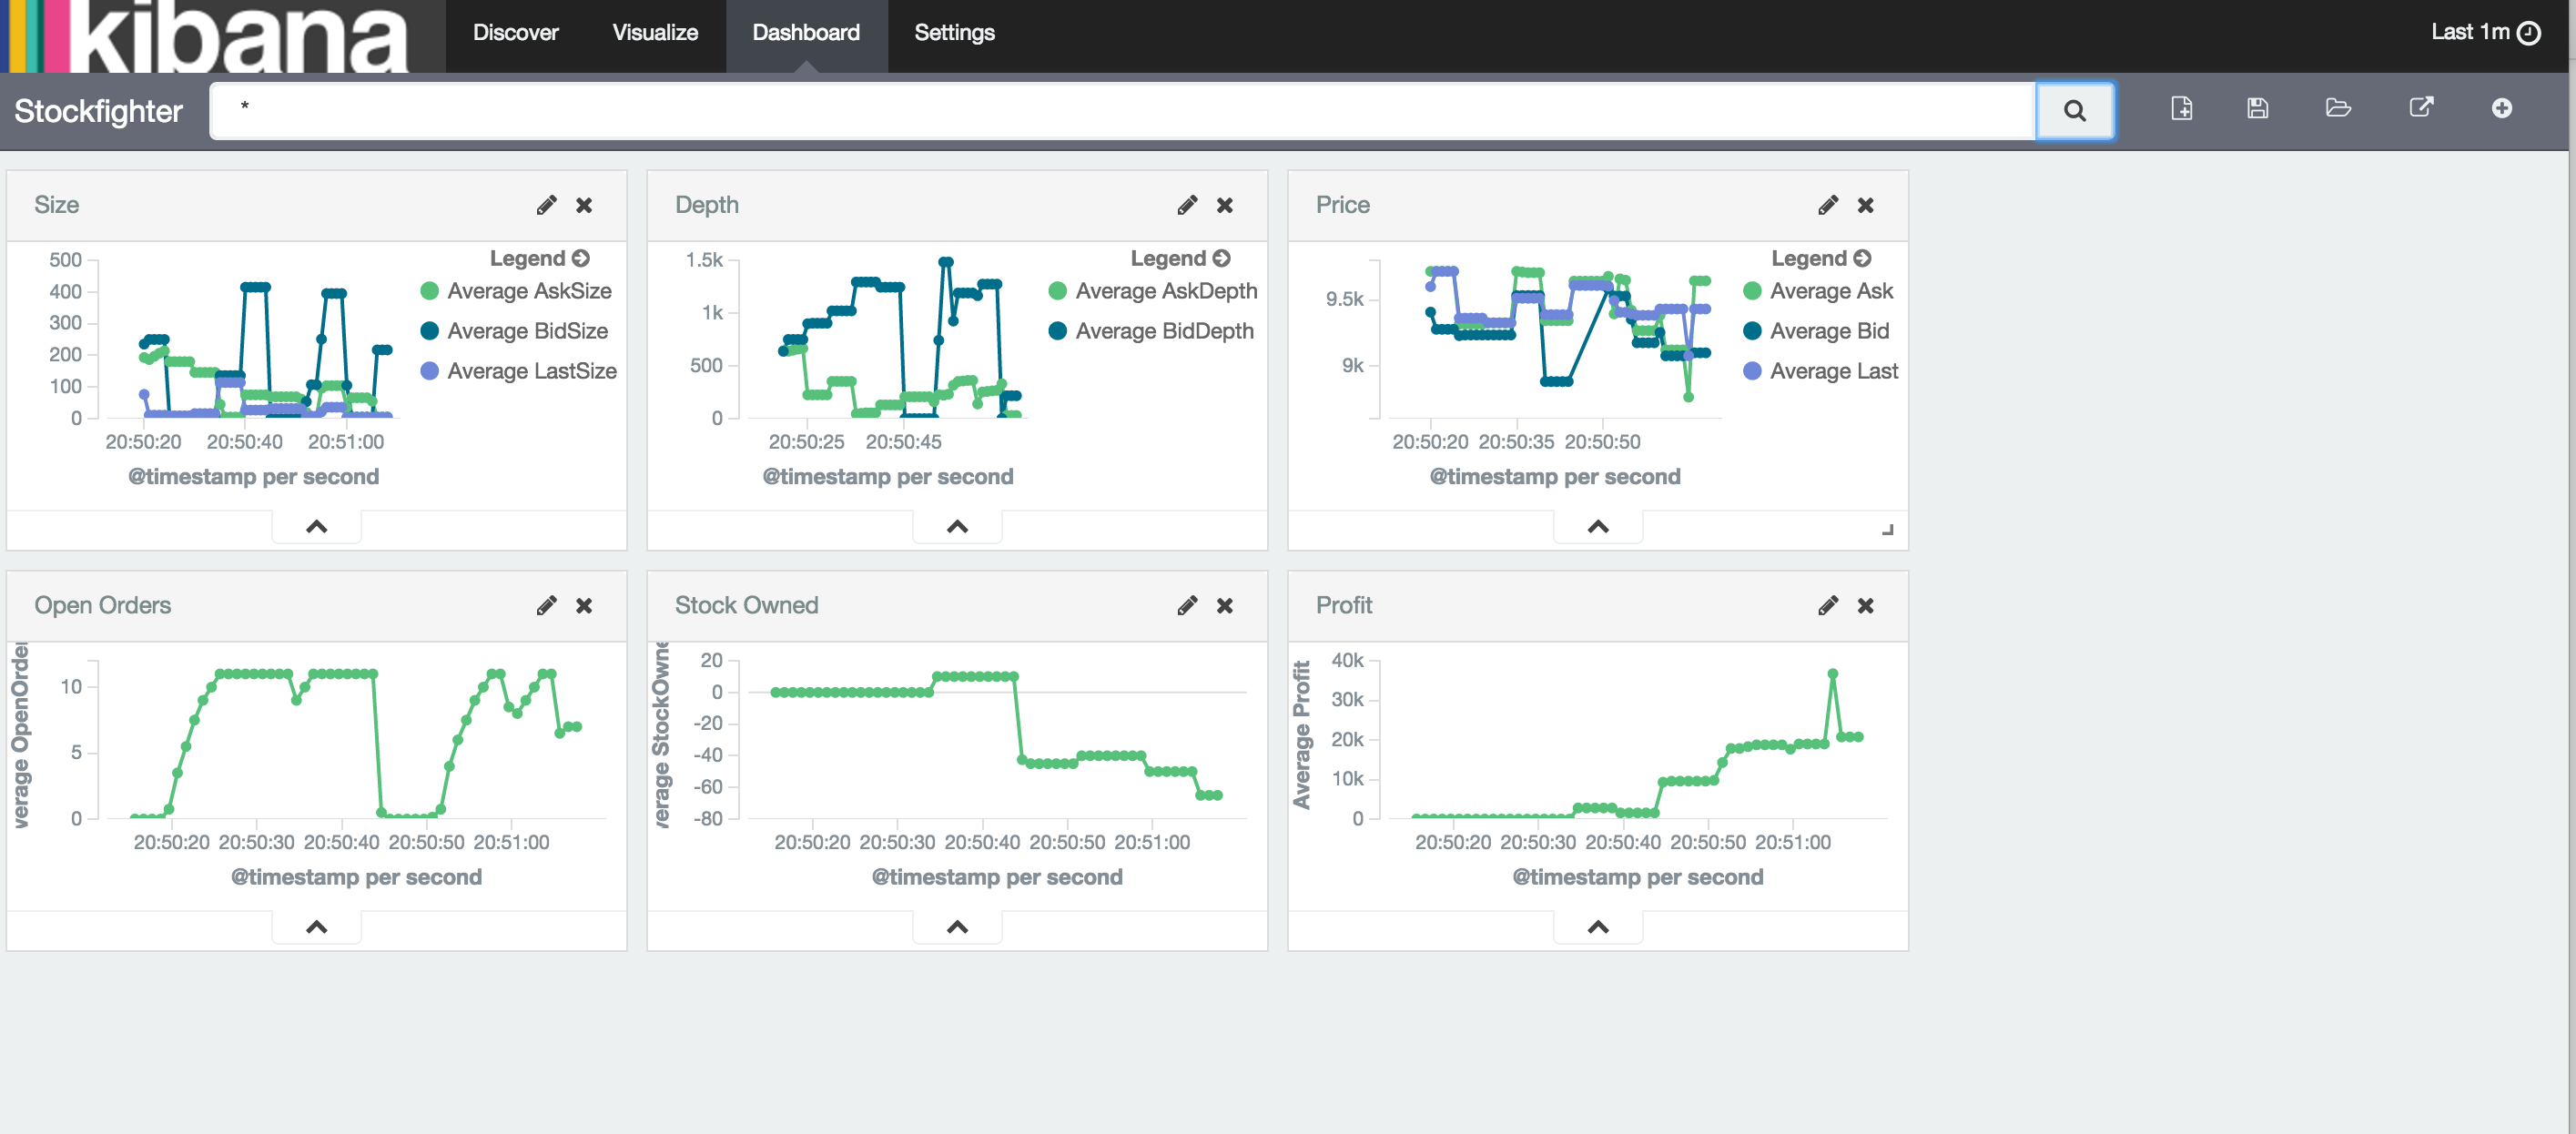 kibana
Discover Visualize Dashboard Settings
Last 1m
Stockfighter *
Size
Legend
500
400
300
200
100
0
Average AskSize
Average BidSize
Average LastSize
20:50:20 20:50:40 20:51:00
@timestamp per second
Depth
Legend
1.5k
1k
500
0
Average AskDepth
Average BidDepth
20:50:25 20:50:45
@timestamp per second
Price
Legend
9.5k
9k
Average Ask
Average Bid
Average Last
20:50:20 20:50:35 20:50:50
@timestamp per second
Open Orders
verage OpenOrder
10
5
0
20:50:20 20:50:30 20:50:40 20:50:50 20:51:00
@timestamp per second
Stock Owned
verage StockOwne
20
0
-20
-40
-60
-80
20:50:20 20:50:30 20:50:40 20:50:50 20:51:00
@timestamp per second
Profit
Average Profit
40k
30k
20k
10k
0
20:50:20 20:50:30 20:50:40 20:50:50 20:51:00
@timestamp per second